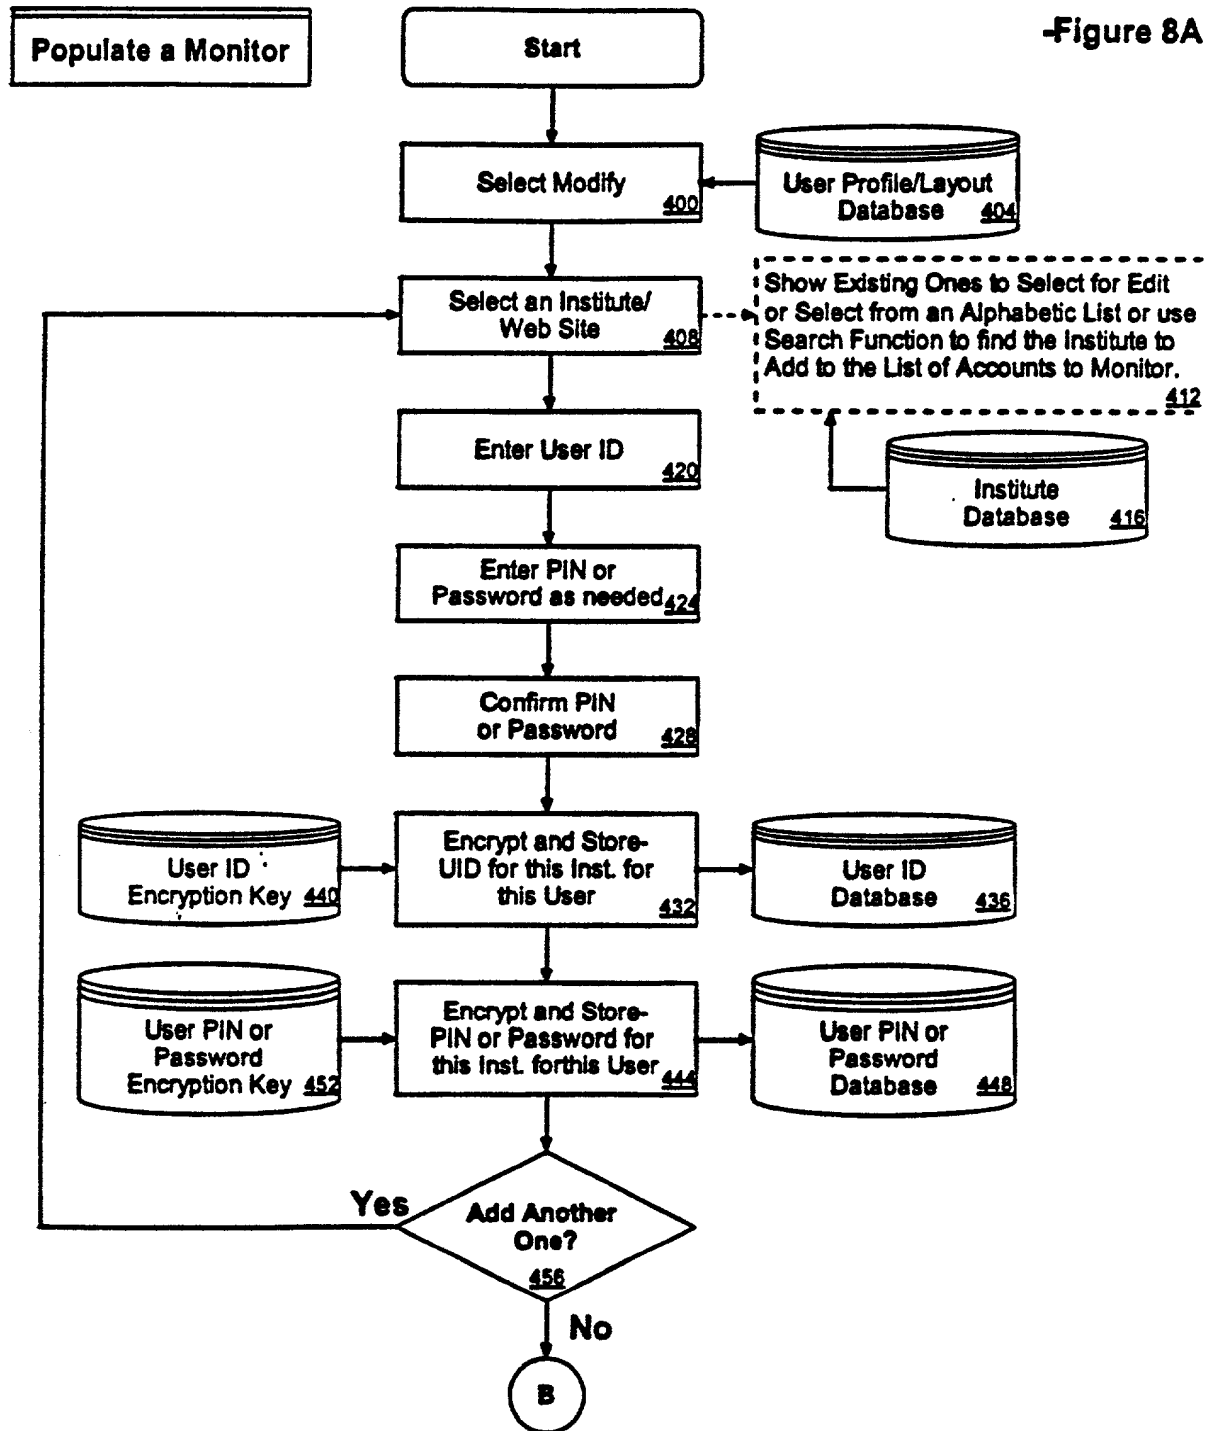 Populate a Monitor
Start
-Figure 8A
Select Modify
400
User Profile/Layout
Database 404
Select an Institute/
Web Site
408
Show Existing Ones to Select for Edit
or Select from an Alphabetic List or use
Search Function to find the Institute to
Add to the List of Accounts to Monitor.
412
Enter User ID
420
Institute
Database 416
Enter PIN or
Password as needed 424
Confirm PIN
or Password
428
User ID
Encryption Key 440
Encrypt and Store-
UID for this Inst. for
this User
432
User ID
Database 436
User PIN or
Password
Encryption Key 452
Encrypt and Store-
PIN or Password for
this Inst. forthis User 444
User PIN or
Password
Database 448
Yes
Add Another
One?
456
No
B